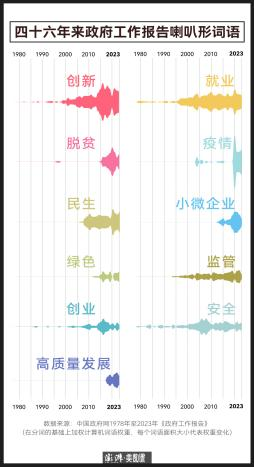 四十六年来政府工作报告喇叭形词语
1980 1990 2000 2010 2023 1980 1990 2000 2010 2023
创新 就业
脱贫 疫情
民生 小微企业
绿色 监管
创业 安全
高质量发展
1980 1990 2000 2010 2023 1980 1990 2000 2010 2023
数据来源：中国政府网1978年至2023年《政府工作报告》
(在分词的基础上加权计算词语权重，每个词语面积大小代表权重变化)
澎湃·美数课